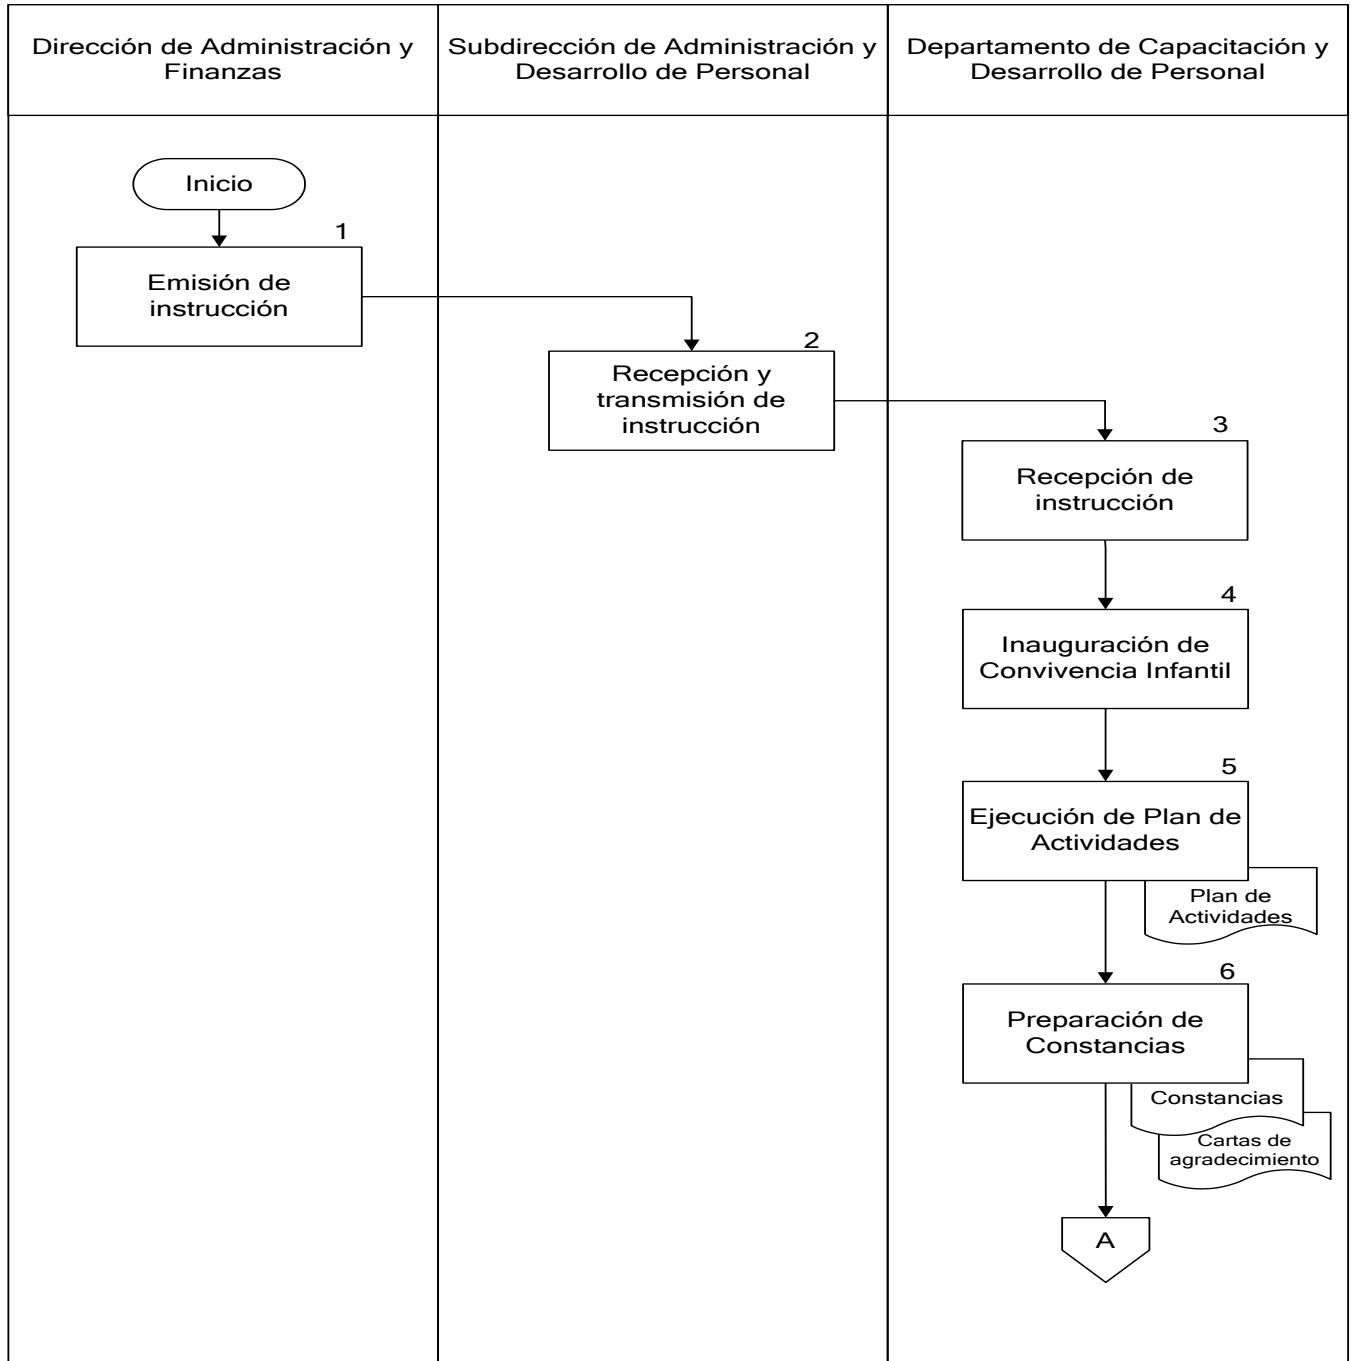 Dirección de Administración y
Finanzas
Subdirección de Administración y
Desarrollo de Personal
Departamento de Capacitación y
Desarrollo de Personal
Inicio
1
Emisión de
instrucción
2
Recepción y
transmisión de
instrucción
3
Recepción de
instrucción
4
Inauguración de
Convivencia Infantil
5
Ejecución de Plan de
Actividades
Plan de
Actividades
6
Preparación de
Constancias
Constancias
Cartas de
agradecimiento
A